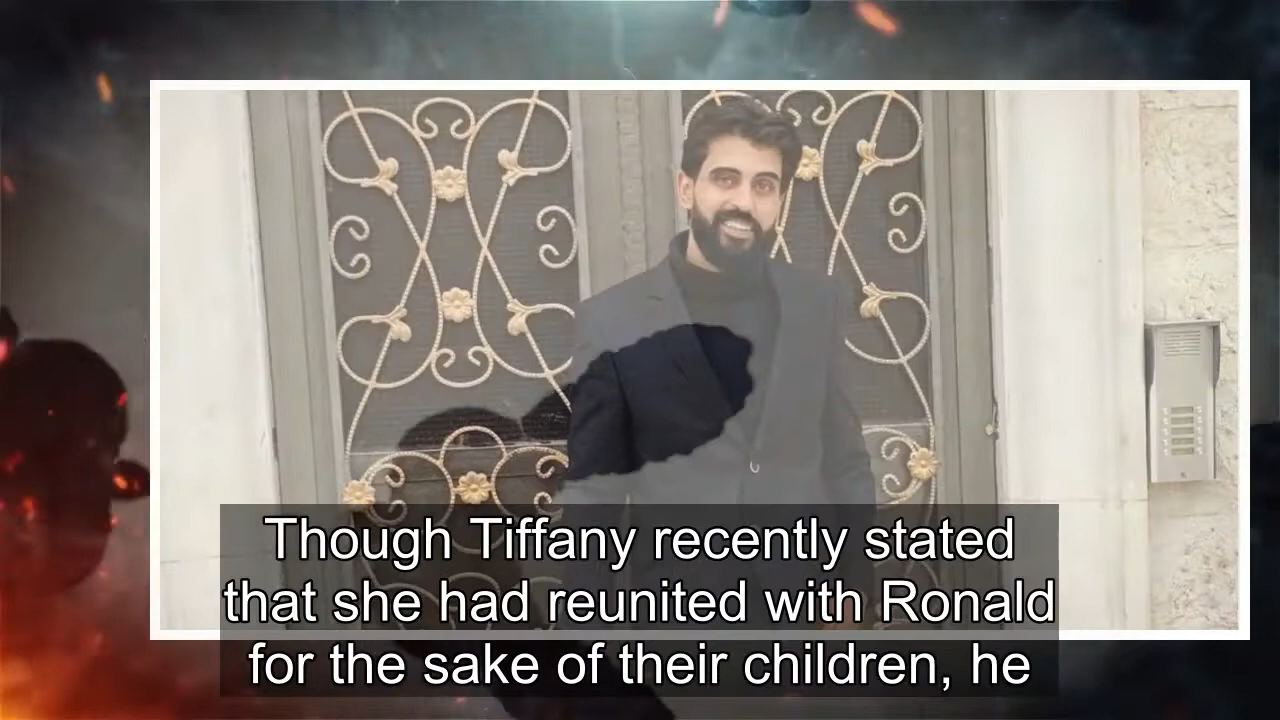 Though Tiffany recently stated
that she had reunited with Ronald
for the sake of their children, he